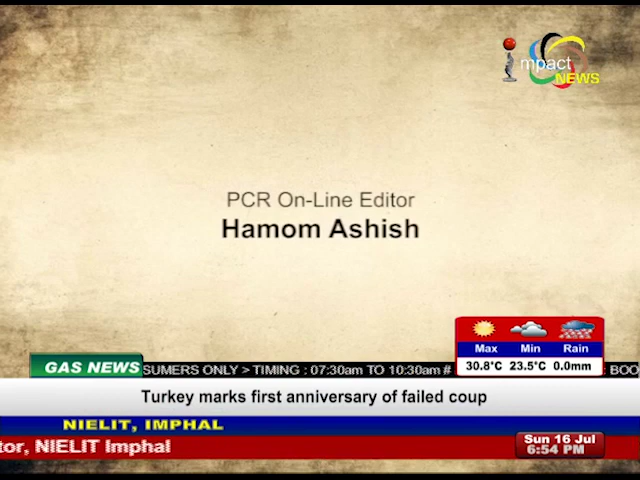 Impact
NEWS
PCR On-Line Editor
Hamom Ashish
Max Min Rain
30.8°C 23.5°C 0.0mm
GAS NEWS
SUMERS ONLY > TIMING : 07:30am TO 10:30am #
: BOO
Turkey marks first anniversary of failed coup
NIELIT, IMPHAL
tor, NIELIT Imphal
Sun 16 Jul
6:54 PM